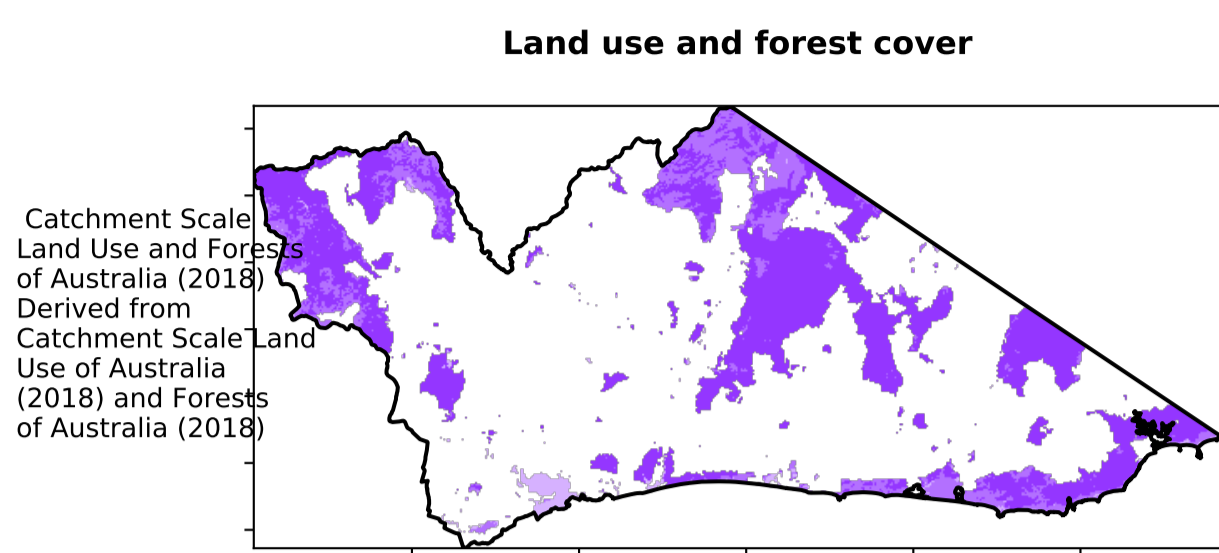 Land use and forest cover
Catchment Scale
Land Use and Forests
of Australia (2018)
Derived from
Catchment Scale Land
Use of Australia
(2018) and Forests
of Australia (2018)